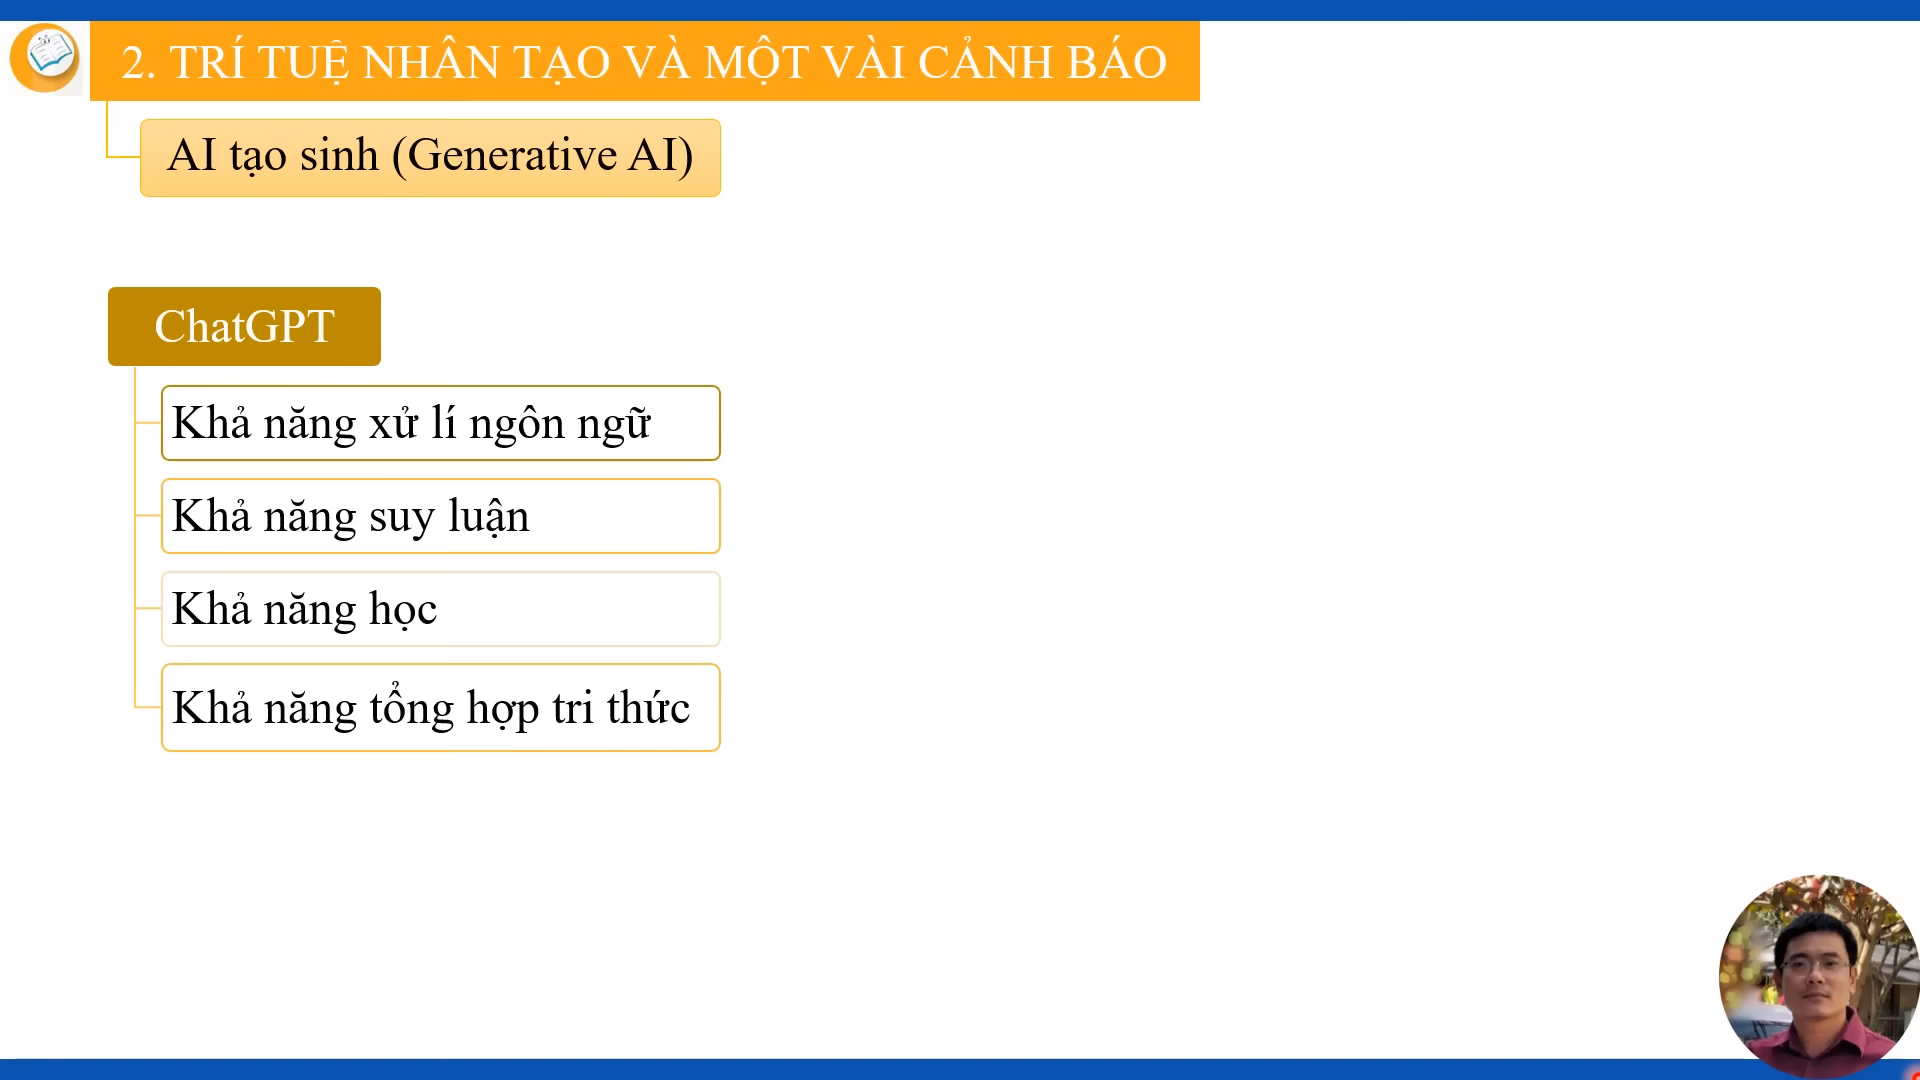 2. TRÍ TUỆ NHÂN TẠO VÀ MỘT VÀI CẢNH BÁO
AI tạo sinh (Generative AI)
ChatGPT
Khả năng xử lí ngôn ngữ
Khả năng suy luận
Khả năng học
Khả năng tổng hợp tri thức